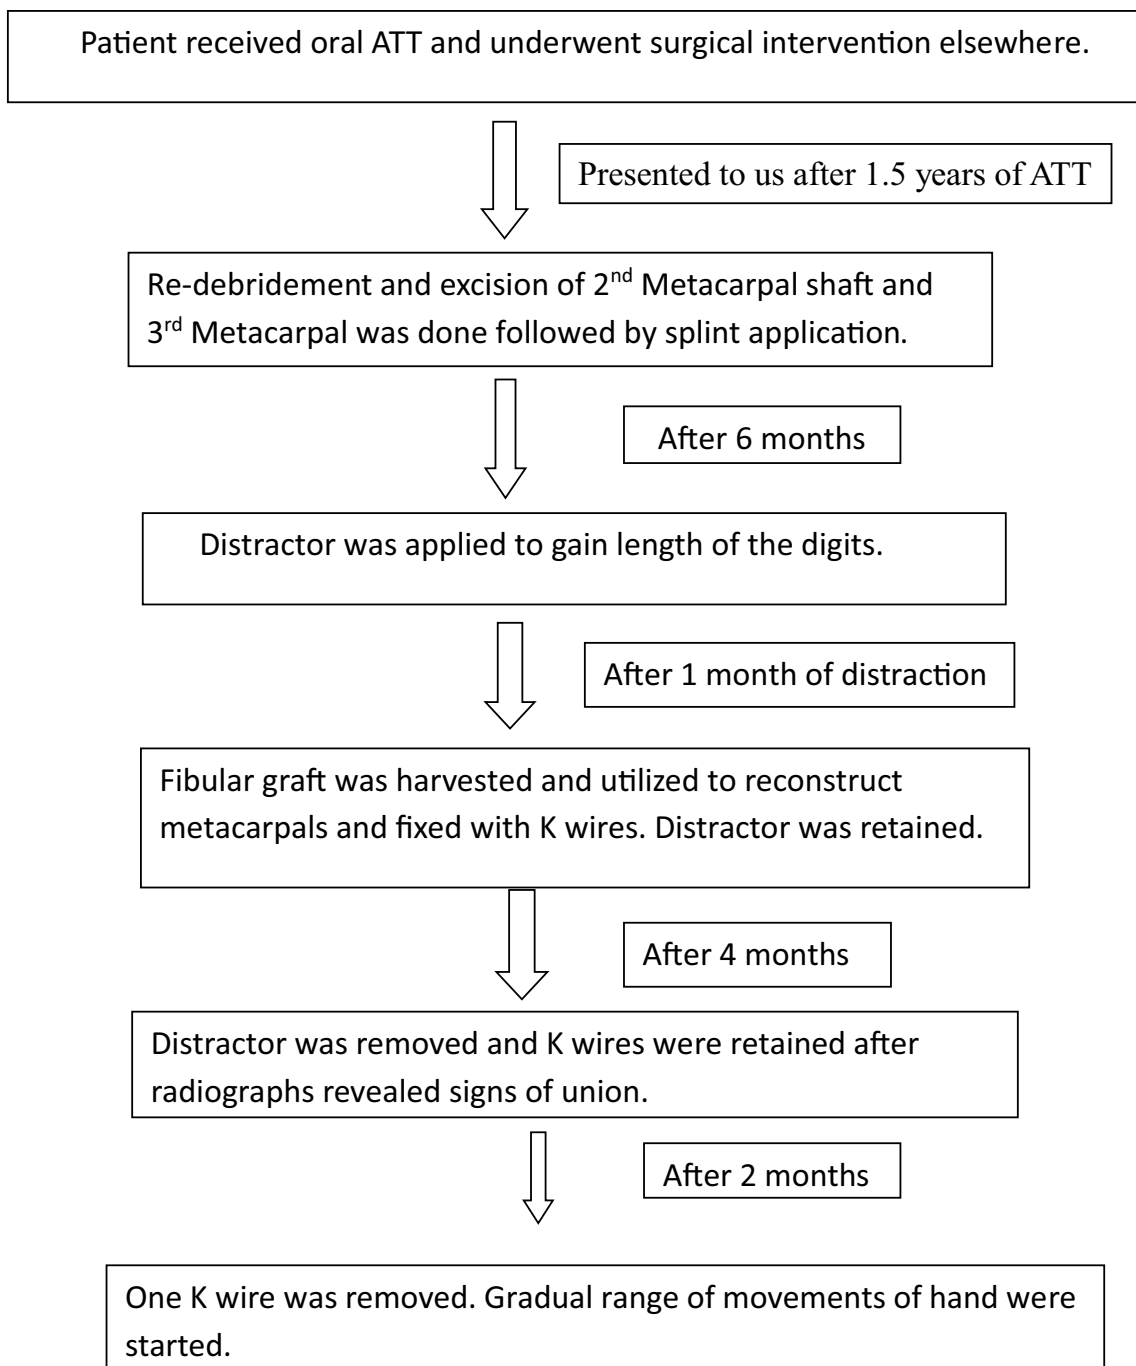 Patient received oral ATT and underwent surgical intervention elsewhere.
Presented to us after 1.5 years of ATT
Re-debridement and excision of 2nd Metacarpal shaft and
3rd Metacarpal was done followed by splint application.
After 6 months
Distractor was applied to gain length of the digits.
After 1 month of distraction
Fibular graft was harvested and utilized to reconstruct
metacarpals and fixed with K wires. Distractor was retained.
After 4 months
Distractor was removed and K wires were retained after
radiographs revealed signs of union.
After 2 months
One K wire was removed. Gradual range of movements of hand were
started.